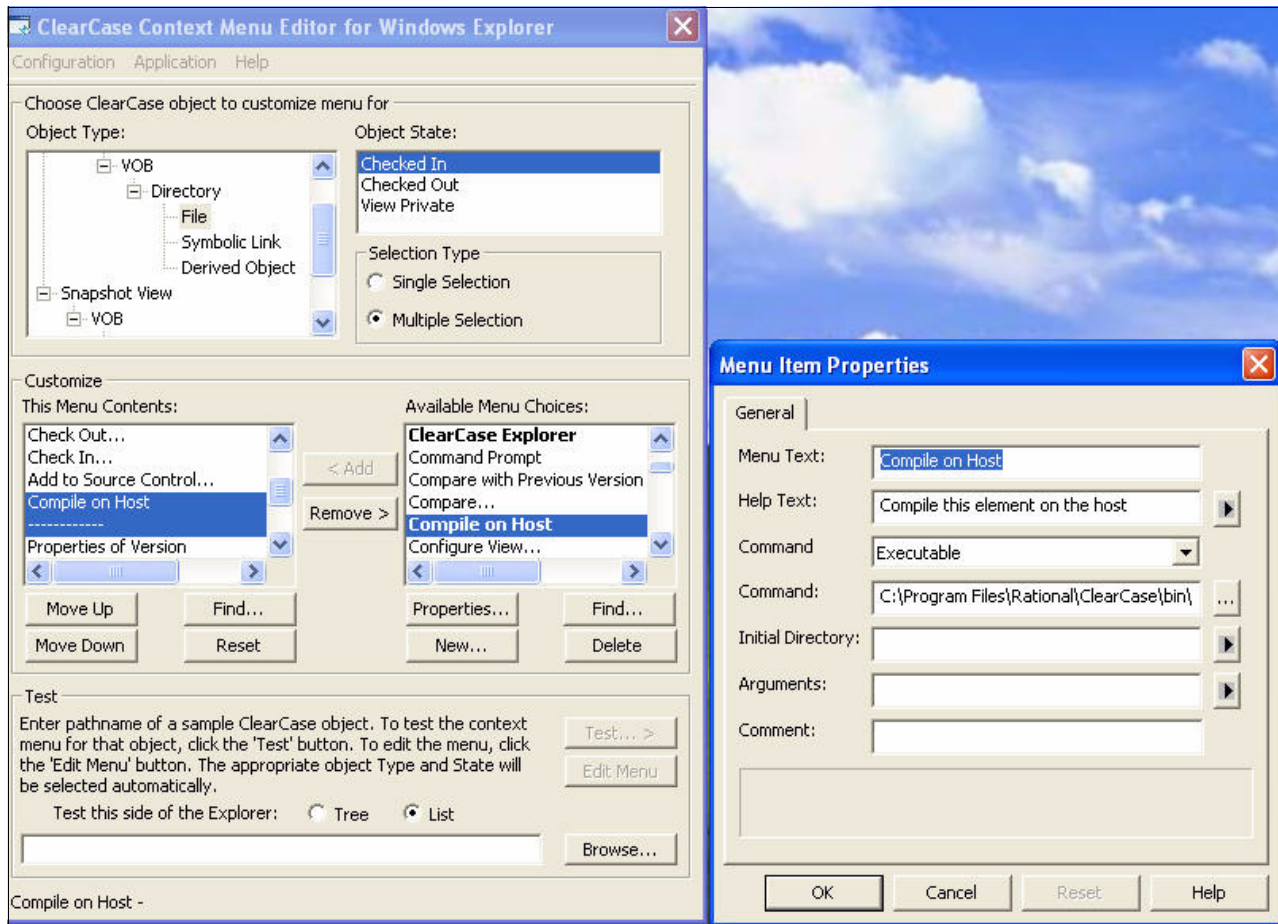 ClearCase Context Menu Editor for Windows Explorer
Configuration Application Help
Choose ClearCase object to customize menu for
Object Type:
VOB
Directory
File
Symbolic Link
Derived Object
Snapshot View
VOB
Object State:
Checked In
Checked Out
View Private
Selection Type
Single Selection
Multiple Selection
Customize
This Menu Contents:
Check Out...
Check In...
Add to Source Control...
Compile on Host
------------
Properties of Version
< Add
Remove >
Available Menu Choices:
ClearCase Explorer
Command Prompt
Compare with Previous Version
Compare...
Compile on Host
Configure View...
Move Up
Find...
Move Down
Reset
Properties...
Find...
New...
Delete
Test
Enter pathname of a sample ClearCase object. To test the context
menu for that object, click the 'Test' button. To edit the menu, click
the 'Edit Menu' button. The appropriate object Type and State will
be selected automatically.
Test... >
Edit Menu
Test this side of the Explorer: Tree List
Browse...
Compile on Host -
Menu Item Properties
General
Menu Text: Compile on Host
Help Text: Compile this element on the host
Command Executable
Command: C:\Program Files\Rational\ClearCase\bin\ ...
Initial Directory:
Arguments:
Comment:
OK Cancel Reset Help